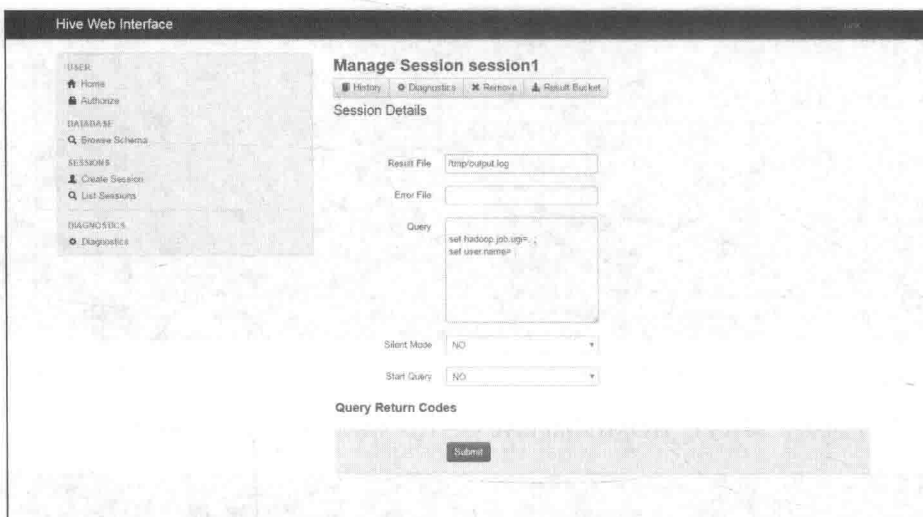 Hive Web Interface
USER
Home
Authorize
DATABASE
Browse Schema
SESSIONS
Create Session
List Sessions
DIAGNOSTICS
Diagnostics
Manage Session session1
History Diagnostics Remove Result Bucket
Session Details
Result File /tmp/output.log
Error File
Query
set hadoop.job.ugi= , ;
set user.name= ;
Silent Mode NO
Start Query NO
Query Return Codes
Submit